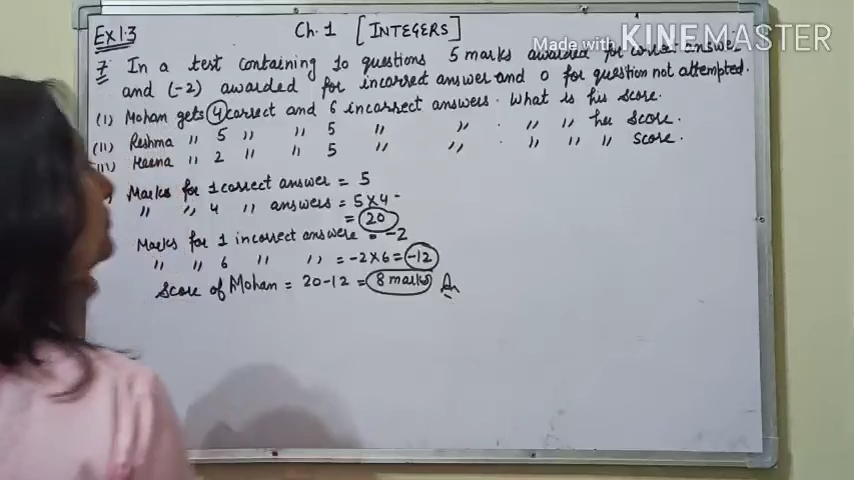 Ex 1.3 Ch. 1 [INTEGERS]
Made with KINEMASTER
7 In a test containing 10 questions 5 marks awarded for correct answer
and (-2) awarded for incorrect answer and 0 for question not attempted.
(i) Mohan gets 4 correct and 6 incorrect answers. What is his score.
(ii) Reshma " 5 " " 5 " " . " " her score.
(iii) Heena " 2 " " 5 " " . " " " score.
Marks for 1 correct answer = 5
" " 4 " answers = 5×4
= 20
Marks for 1 incorrect answere = -2
" " 6 " " = -2×6 = -12
Score of Mohan = 20-12 = 8 marks An